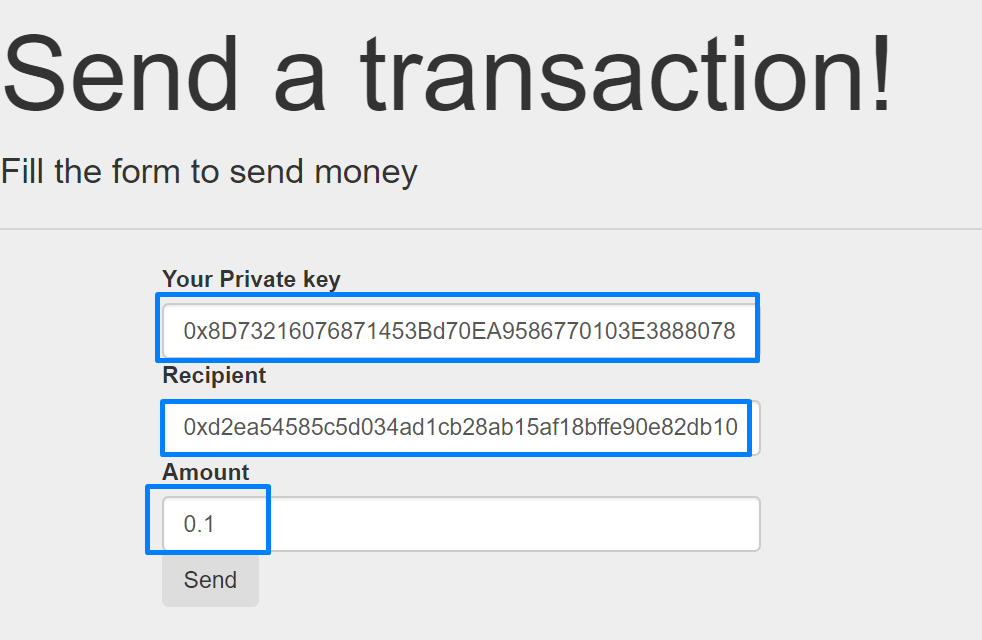 Send a transaction!
Fill the form to send money
Your Private key
0x8D73216076871453Bd70EA9586770103E3888078
Recipient
0xd2ea54585c5d034ad1cb28ab15af18bffe90e82db10
Amount
0.1
Send